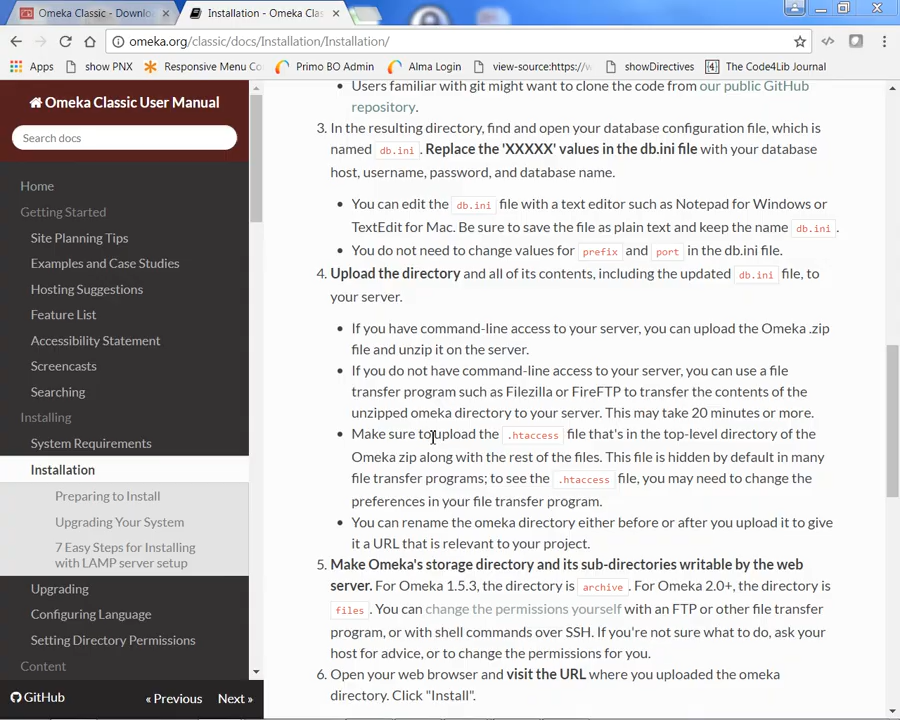 Omeka Classic - Downlo
Installation - Omeka Clas
omeka.org/classic/docs/Installation/Installation/
Apps show PNX Responsive Menu Co Primo BO Admin Alma Login view-source:https://w showDirectives [4] The Code4Lib Journal
Omeka Classic User Manual
Search docs
Home
Getting Started
Site Planning Tips
Examples and Case Studies
Hosting Suggestions
Feature List
Accessibility Statement
Screencasts
Searching
Installing
System Requirements
Installation
Preparing to Install
Upgrading Your System
7 Easy Steps for Installing
with LAMP server setup
Upgrading
Configuring Language
Setting Directory Permissions
Content
GitHub « Previous Next »
Users familiar with git might want to clone the code from our public GitHub
repository.
3. In the resulting directory, find and open your database configuration file, which is
named db.ini. Replace the 'XXXXX' values in the db.ini file with your database
host, username, password, and database name.
You can edit the db.ini file with a text editor such as Notepad for Windows or
TextEdit for Mac. Be sure to save the file as plain text and keep the name db.ini.
You do not need to change values for prefix and port in the db.ini file.
4. Upload the directory and all of its contents, including the updated db.ini file, to
your server.
If you have command-line access to your server, you can upload the Omeka .zip
file and unzip it on the server.
If you do not have command-line access to your server, you can use a file
transfer program such as Filezilla or FireFTP to transfer the contents of the
unzipped omeka directory to your server. This may take 20 minutes or more.
Make sure to upload the .htaccess file that's in the top-level directory of the
Omeka zip along with the rest of the files. This file is hidden by default in many
file transfer programs; to see the .htaccess file, you may need to change the
preferences in your file transfer program.
You can rename the omeka directory either before or after you upload it to give
it a URL that is relevant to your project.
5. Make Omeka's storage directory and its sub-directories writable by the web
server. For Omeka 1.5.3, the directory is archive. For Omeka 2.0+, the directory is
files. You can change the permissions yourself with an FTP or other file transfer
program, or with shell commands over SSH. If you're not sure what to do, ask your
host for advice, or to change the permissions for you.
6. Open your web browser and visit the URL where you uploaded the omeka
directory. Click "Install".